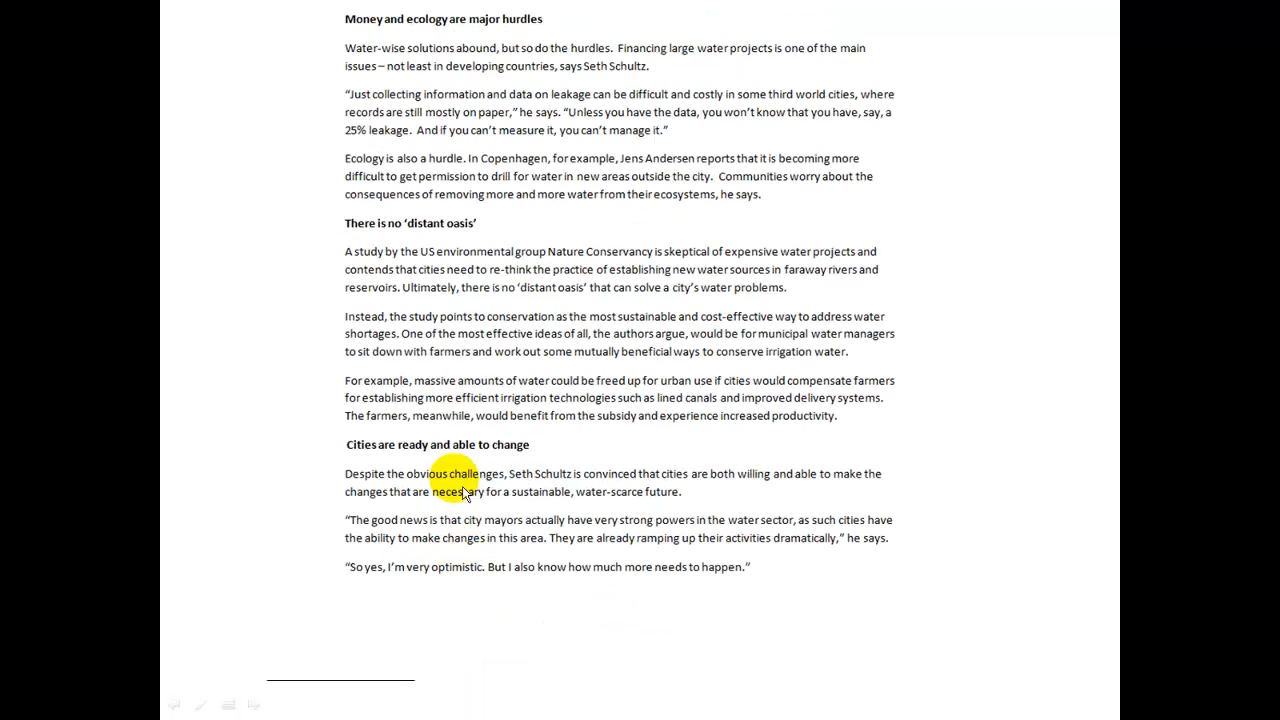 Money and ecology are major hurdles
Water-wise solutions abound, but so do the hurdles. Financing large water projects is one of the main
issues – not least in developing countries, says Seth Schultz.
“Just collecting information and data on leakage can be difficult and costly in some third world cities, where
records are still mostly on paper,” he says. “Unless you have the data, you won’t know that you have, say, a
25% leakage. And if you can’t measure it, you can’t manage it.”
Ecology is also a hurdle. In Copenhagen, for example, Jens Andersen reports that it is becoming more
difficult to get permission to drill for water in new areas outside the city. Communities worry about the
consequences of removing more and more water from their ecosystems, he says.
There is no ‘distant oasis’
A study by the US environmental group Nature Conservancy is skeptical of expensive water projects and
contends that cities need to re-think the practice of establishing new water sources in faraway rivers and
reservoirs. Ultimately, there is no ‘distant oasis’ that can solve a city’s water problems.
Instead, the study points to conservation as the most sustainable and cost-effective way to address water
shortages. One of the most effective ideas of all, the authors argue, would be for municipal water managers
to sit down with farmers and work out some mutually beneficial ways to conserve irrigation water.
For example, massive amounts of water could be freed up for urban use if cities would compensate farmers
for establishing more efficient irrigation technologies such as lined canals and improved delivery systems.
The farmers, meanwhile, would benefit from the subsidy and experience increased productivity.
Cities are ready and able to change
Despite the obvious challenges, Seth Schultz is convinced that cities are both willing and able to make the
changes that are necessary for a sustainable, water-scarce future.
“The good news is that city mayors actually have very strong powers in the water sector, as such cities have
the ability to make changes in this area. They are already ramping up their activities dramatically,” he says.
“So yes, I’m very optimistic. But I also know how much more needs to happen.”